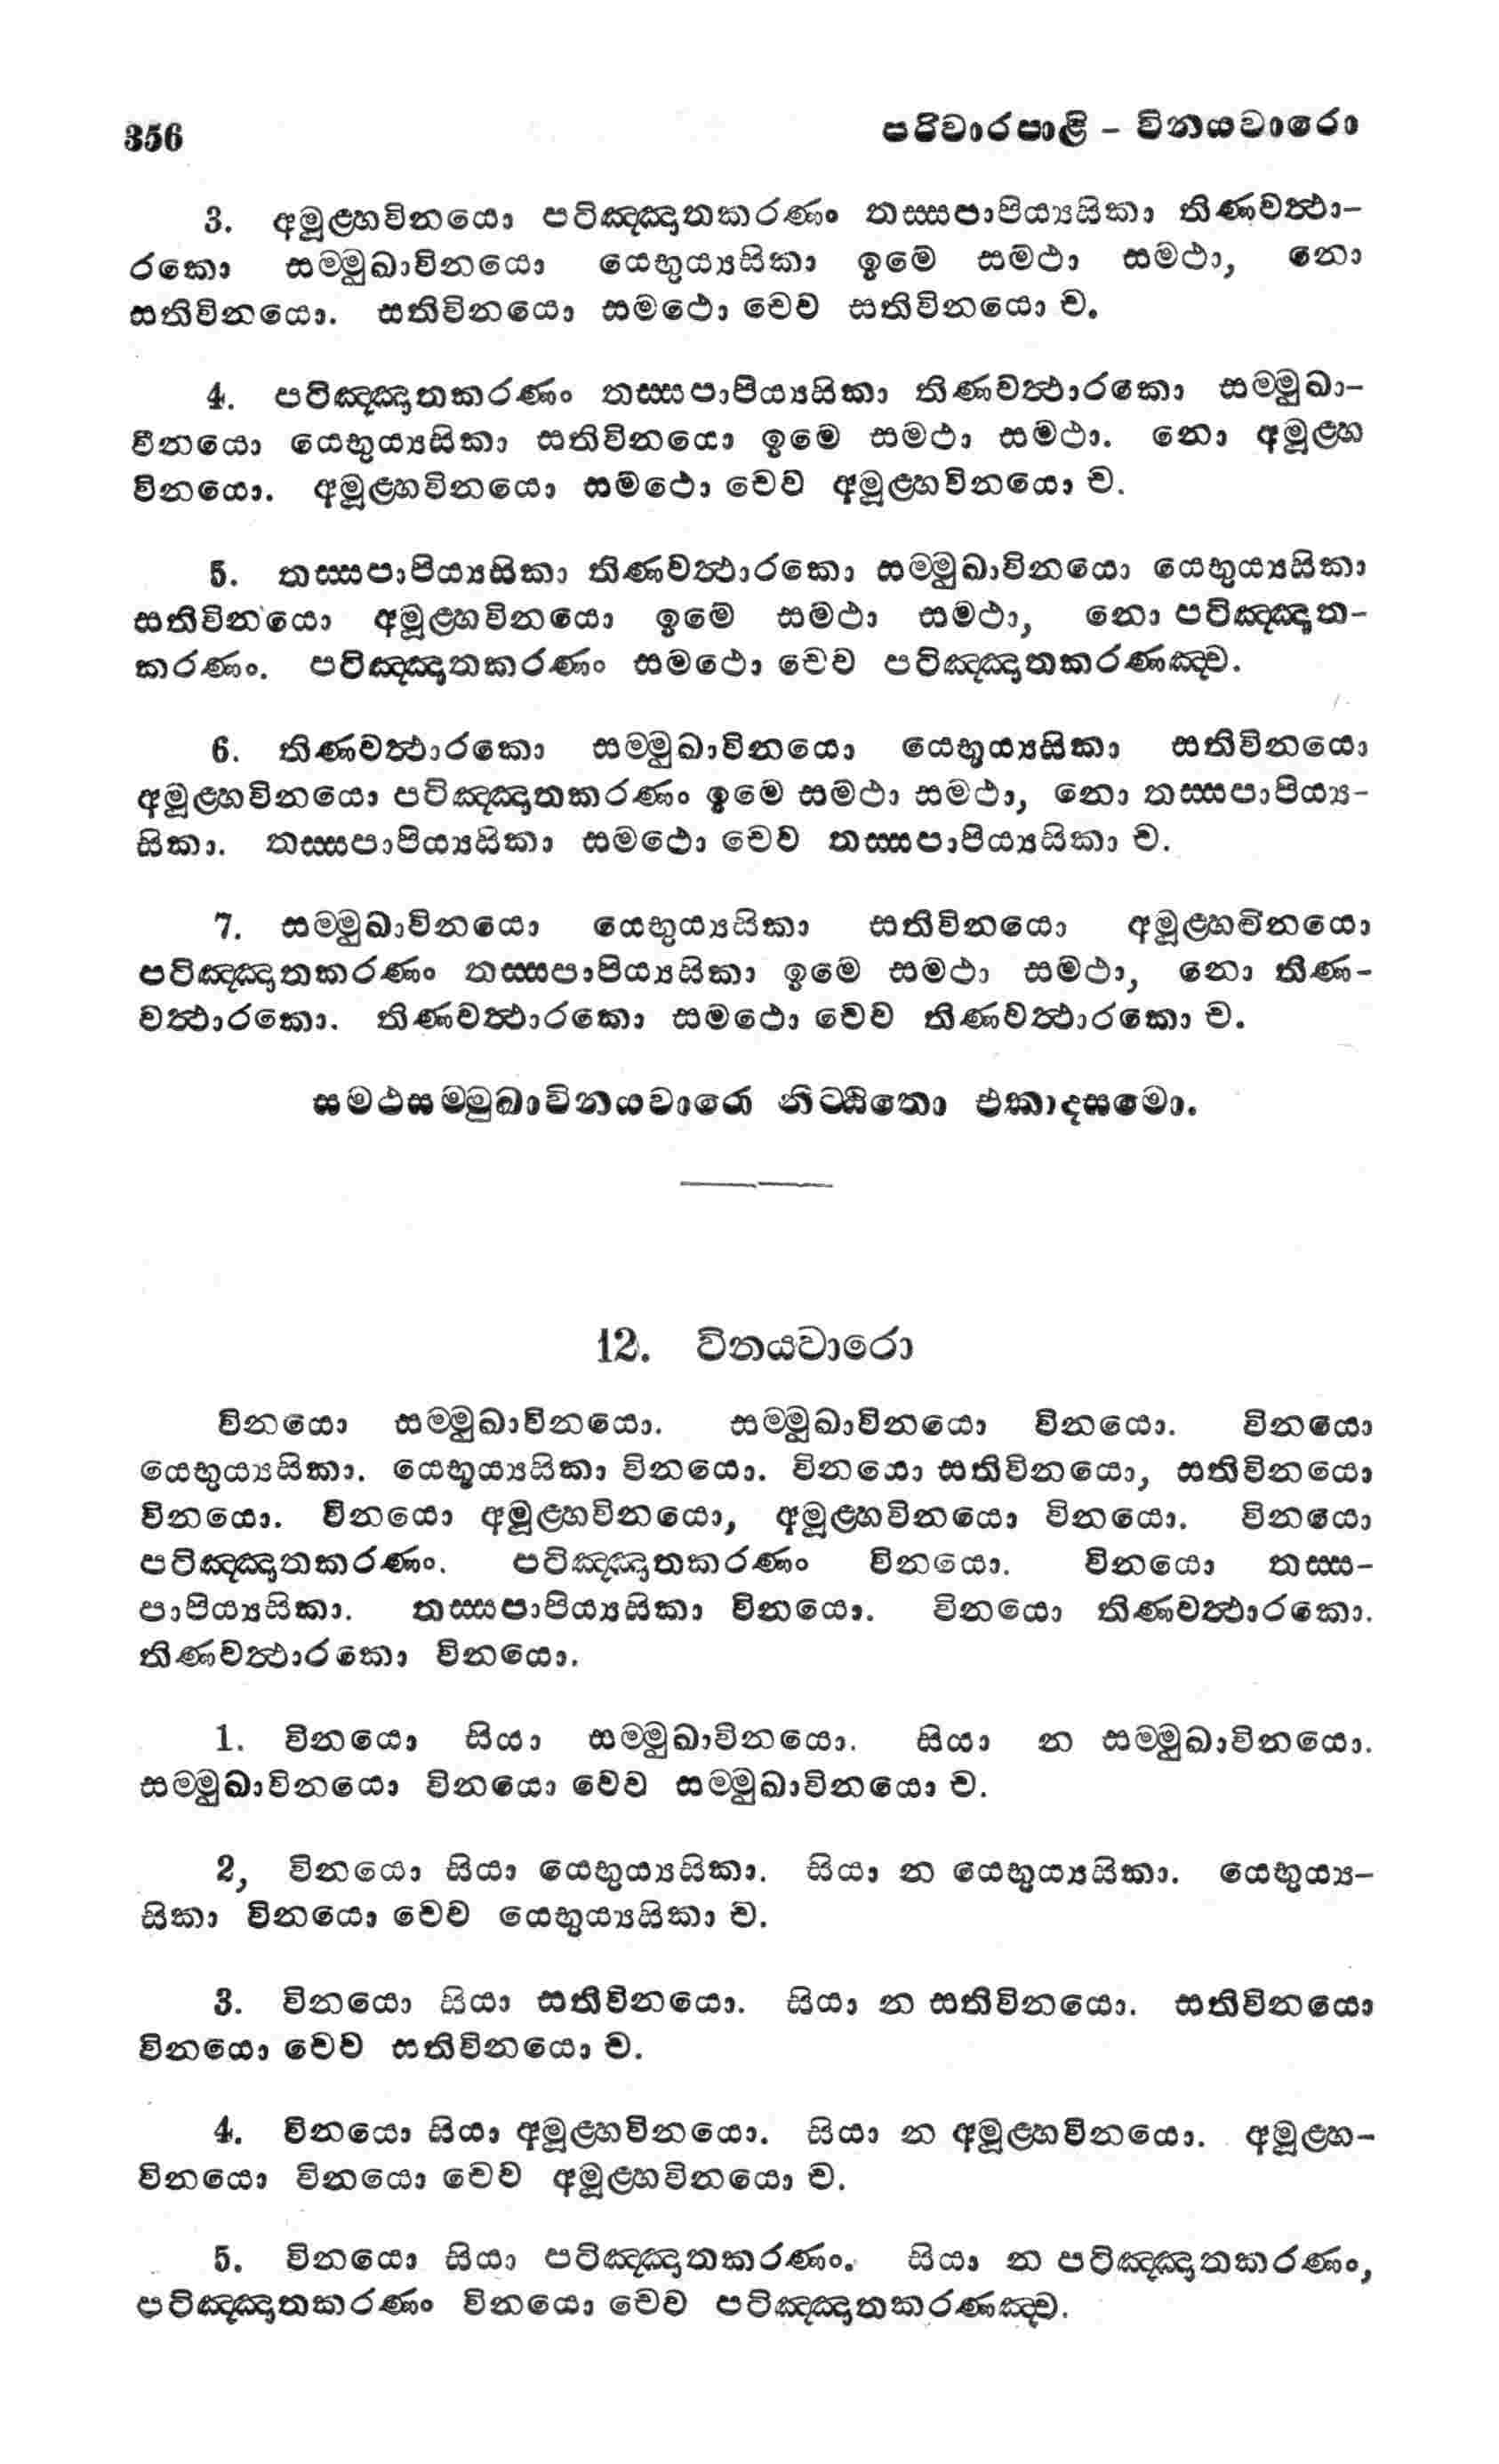 356 පරිවාරපාළි – විනයවාරො
3. අමූළ්හවිනයො පටිඤ්ඤාතකරණං තස්සපාපිය්‍යසිකා තිණවත්ථා-
රකො සම්මුඛාවිනයො යෙභුය්‍යසිකා ඉමේ සමථා සමථා, නො
සතිවිනයො. සතිවිනයො සමථො චෙව සතිවිනයො ච.
4. පටිඤ්ඤාතකරණං තස්සපාපිය්‍යසිකා තිණවත්ථාරකො සම්මුඛා-
විනයො යෙභුය්‍යසිකා සතිවිනයො ඉමෙ සමථා සමථා. නො අමූළ්හ
විනයො. අමූළ්හවිනයො සමථො චෙව අමූළ්හවිනයො ච.
5. තස්සපාපිය්‍යසිකා තිණවත්ථාරකො සම්මුඛාවිනයො යෙභුය්‍යසිකා
සතිවිනයො අමූළ්හවිනයො ඉමේ සමථා සමථා, නො පටිඤ්ඤාත-
කරණං. පටිඤ්ඤාතකරණං සමථො චෙව පටිඤ්ඤාතකරණඤ්ච.
6. තිණවත්ථාරකො සම්මුඛාවිනයො යෙභූය්‍යසිකා සතිවිනයො
අමූළ්හවිනයො පටිඤ්ඤාතකරණං ඉමෙ සමථා සමථා, නො තස්සපාපිය්‍ය-
සිකා. තස්සපාපිය්‍යසිකා සමථො චෙව තස්සපාපිය්‍යසිකා ච.
7. සම්මුඛාවිනයො යෙභුය්‍යසිකා සතිවිනයො අමූළ්හවිනයො
පටිඤ්ඤාතකරණං තස්සපාපිය්‍යසිකා ඉමෙ සමථා සමථා, නො තිණ-
වත්ථාරකො. තිණවත්ථාරකො සමථො චෙව තිණවත්ථාරකො ච.
සමථසම්මුඛාවිනයවාරෙ නිට්ඨිතො එකාදසමො.
12. විනයවාරො
විනයො සම්මුඛාවිනයො. සම්මුඛාවිනයො විනයො. විනයො
යෙභුය්‍යසිකා. යෙභූය්‍යසිකා විනයො. විනයො සතිවිනයො, සතිවිනයො
විනයො. විනයො අමූළ්හවිනයො, අමූළ්හවිනයො විනයො. විනයො
පටිඤ්ඤාතකරණං. පටිඤ්ඤාතකරණං විනයො. විනයො තස්ස-
පාපිය්‍යසිකා. තස්සපාපිය්‍යසිකා විනයො. විනයො තිණවත්ථාරකො.
තිණවත්ථාරකො විනයො.
1. විනයො සියා සම්මුඛාවිනයො. සියා න සම්මුඛාවිනයො.
සම්මුඛාවිනයො විනයො චෙව සම්මුඛාවිනයො ච.
2, විනයො සියා යෙභුය්‍යසිකා. සියා න යෙභුය්‍යසිකා. යෙභුය්‍ය-
සිකා විනයො චෙව යෙභුය්‍යසිකා ච.
3. විනයො සියා සතිවිනයො. සියා න සතිවිනයො. සතිවිනයො
විනයො චෙව සතිවිනයො ච.
4. විනයො සියා අමූළ්හවිනයො. සියා න අමූළ්හවිනයො. අමූළ්හ-
විනයො විනයො චෙව අමූළ්හවිනයො ච.
5. විනයො සියා පටිඤ්ඤාතකරණං. සියා න පටිඤ්ඤාතකරණං,
පටිඤ්ඤාතකරණං විනයො චෙව පටිඤ්ඤාතකරණඤ්ච.